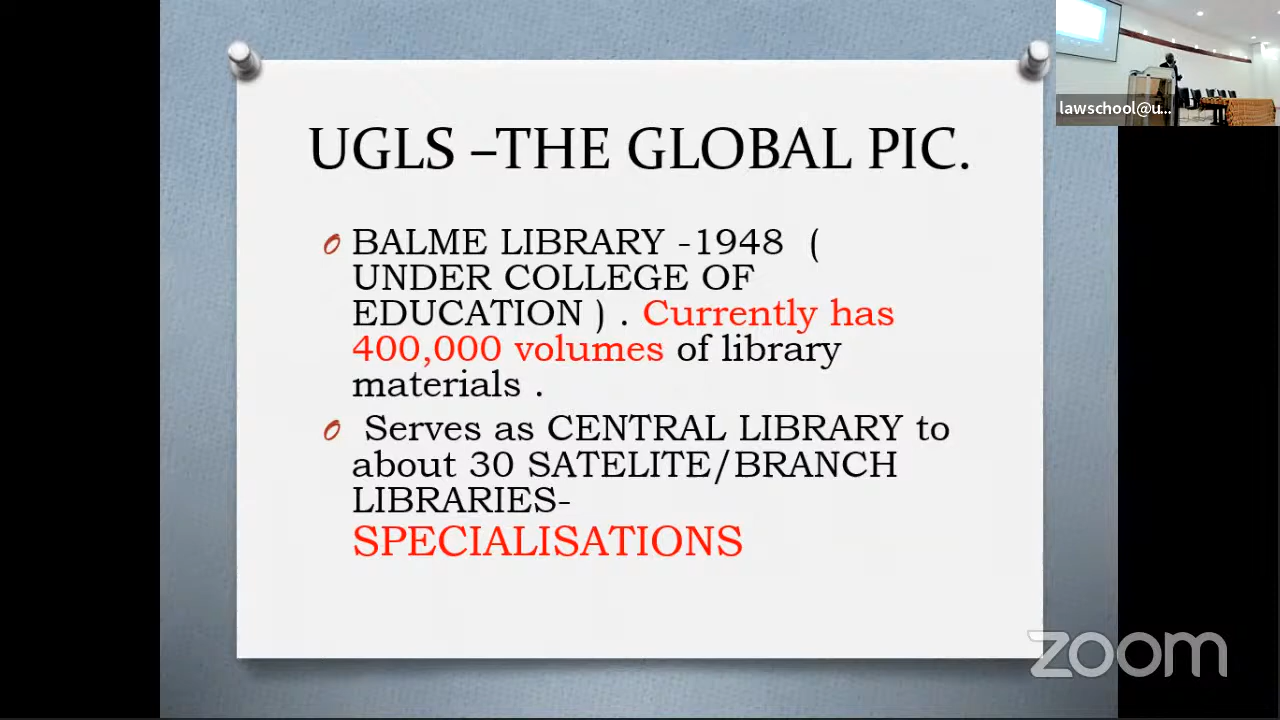 UGLS –THE GLOBAL PIC.
BALME LIBRARY -1948 (
UNDER COLLEGE OF
EDUCATION ) . Currently has
400,000 volumes of library
materials .
Serves as CENTRAL LIBRARY to
about 30 SATELITE/BRANCH
LIBRARIES-
SPECIALISATIONS
lawschool@u...
zoom